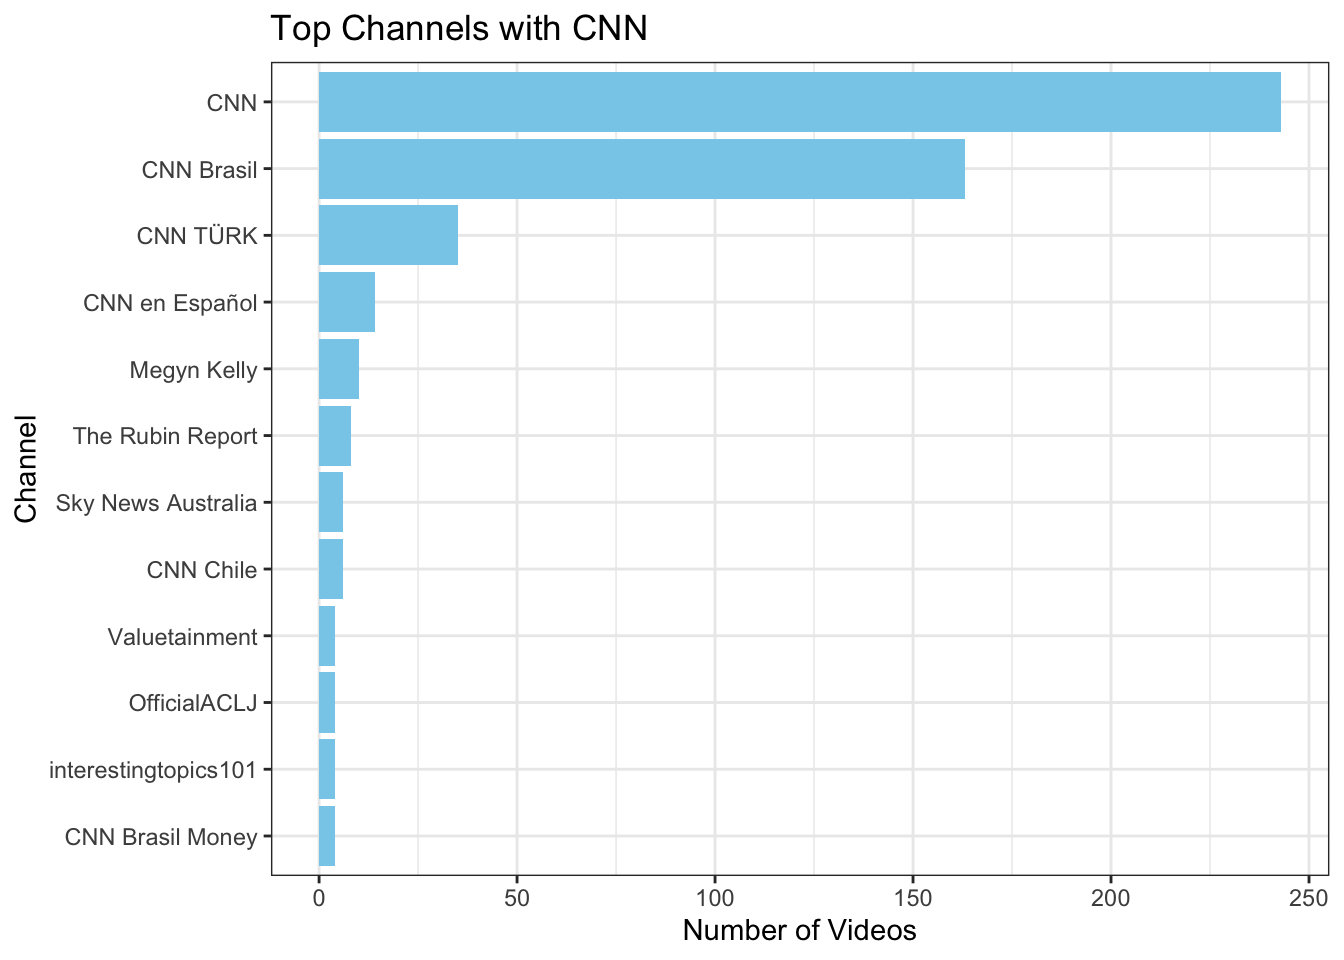 Top Channels with CNN
CNN
CNN Brasil
CNN TÜRK
CNN en Español
Megyn Kelly
The Rubin Report
Sky News Australia
CNN Chile
Valuetainment
OfficialACLJ
interestingtopics101
CNN Brasil Money
Channel
0 50 100 150 200 250
Number of Videos